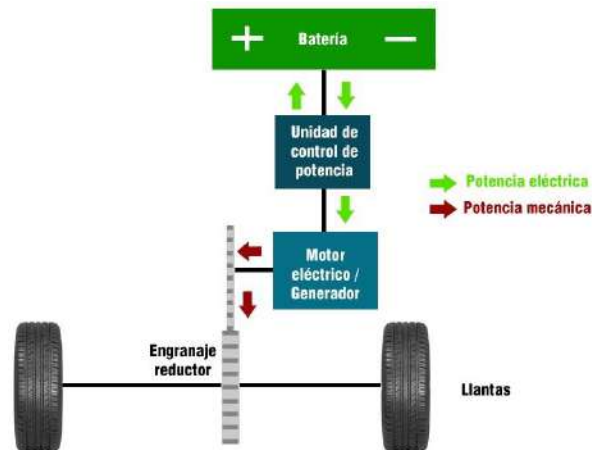 + Batería −
Unidad de
control de
potencia
Potencia eléctrica
Potencia mecánica
Motor
eléctrico /
Generador
Engranaje
reductor
Llantas